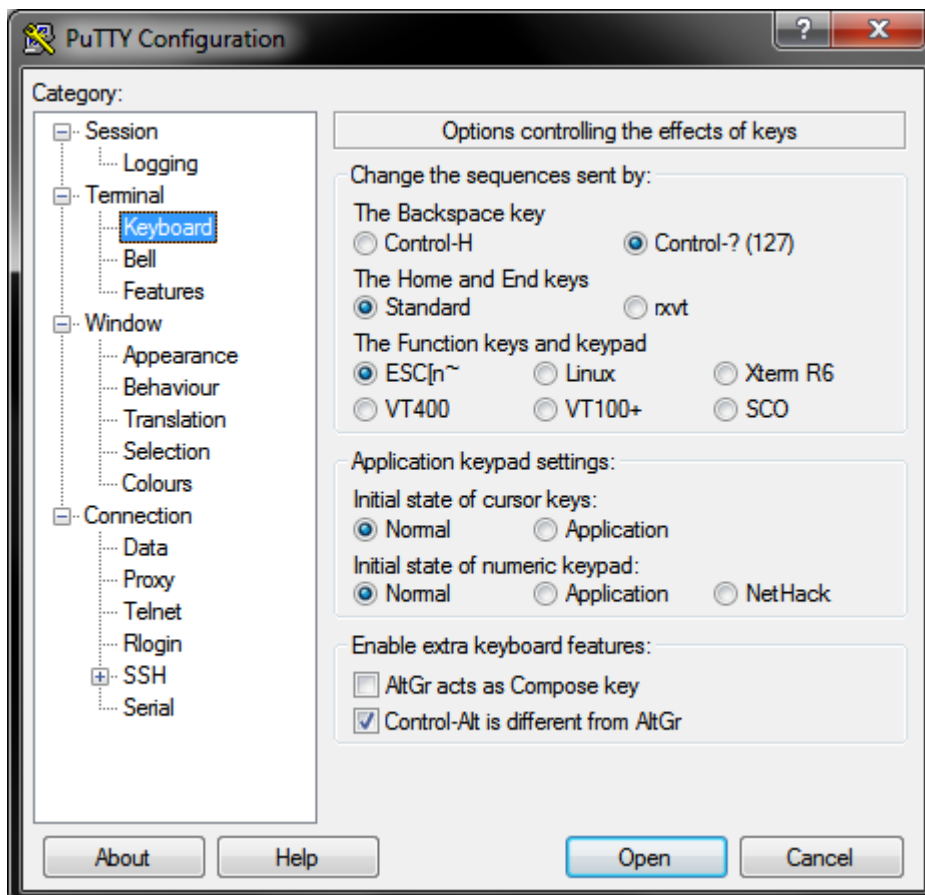 PuTTY Configuration
?
Category:
Session
Logging
Terminal
Keyboard
Bell
Features
Window
Appearance
Behaviour
Translation
Selection
Colours
Connection
Data
Proxy
Telnet
Rlogin
SSH
Serial
Options controlling the effects of keys
Change the sequences sent by:
The Backspace key
Control-H Control-? (127)
The Home and End keys
Standard rxvt
The Function keys and keypad
ESC[n~ Linux Xterm R6
VT400 VT100+ SCO
Application keypad settings:
Initial state of cursor keys:
Normal Application
Initial state of numeric keypad:
Normal Application NetHack
Enable extra keyboard features:
AltGr acts as Compose key
Control-Alt is different from AltGr
About Help Open Cancel